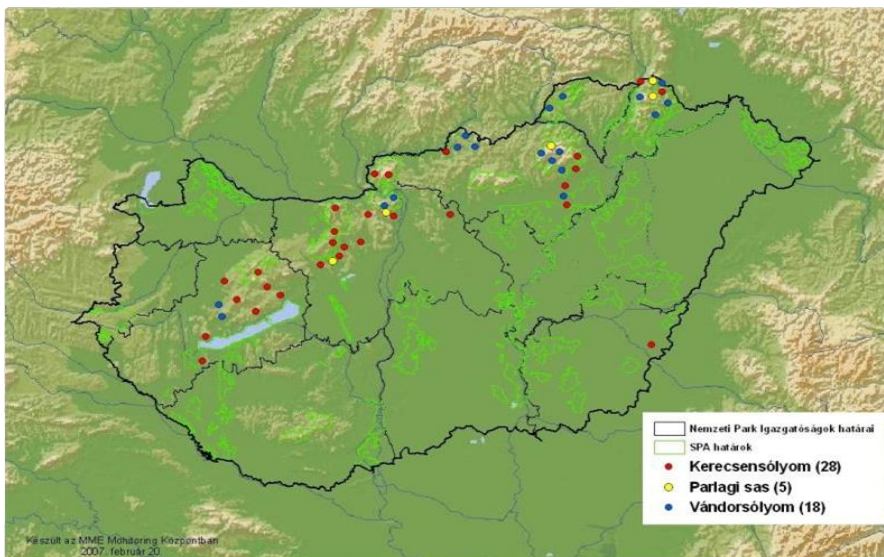 Nemzeti Park Igazgatóságok határai
SPA határok
Kerecsensólyom (28)
Parlagi sas (5)
Vándorsólyom (18)
Készült az MME Monitoring Központban
2007. február 20.